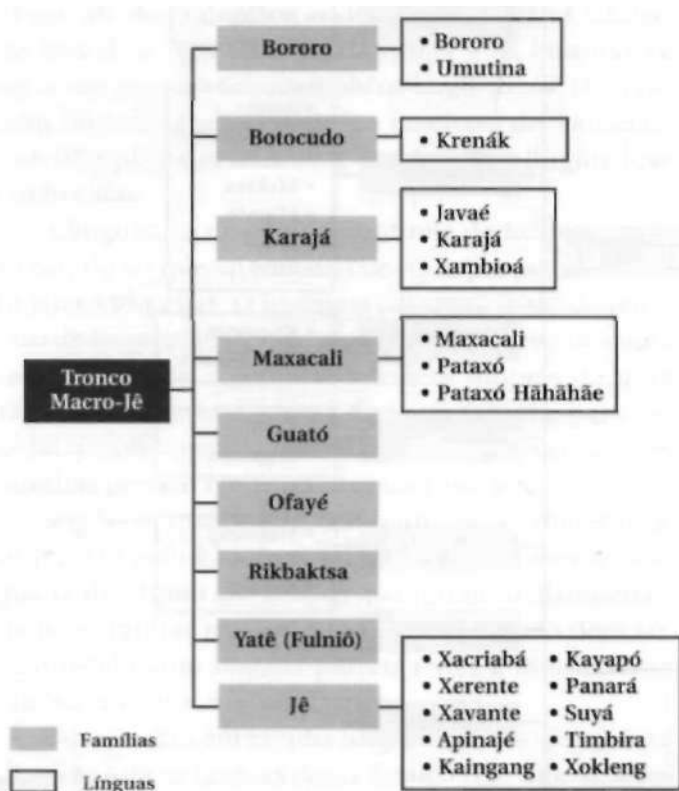 Bororo
• Bororo
• Umutina
Botocudo
• Krenák
Karajá
• Javaé
• Karajá
• Xambioá
Maxacali
• Maxacali
• Pataxó
• Pataxó Hãhãhãe
Tronco
Macro-Jê
Guató
Ofayé
Rikbaktsa
Yatê (Fulniô)
Jê
• Xacriabá
• Xerente
• Xavante
• Apinajé
• Kaingang
• Kayapó
• Panará
• Suyá
• Timbira
• Xokleng
Famílias
Línguas